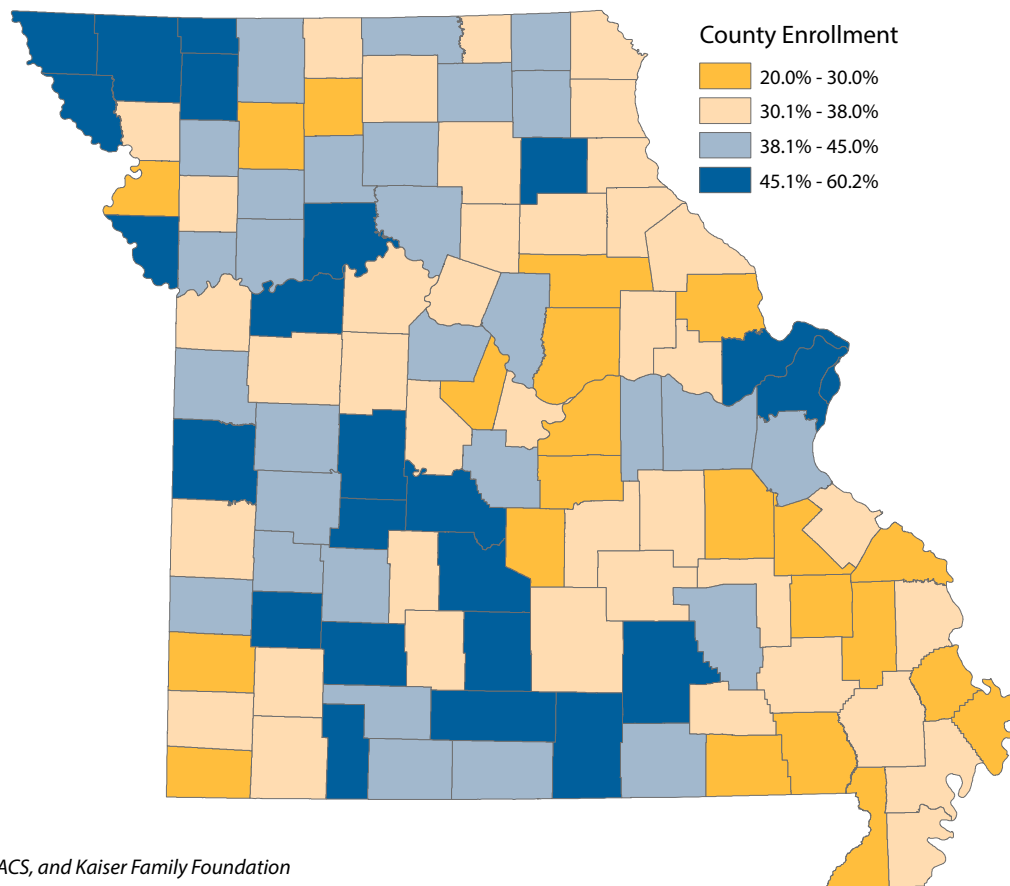 County Enrollment
20.0% - 30.0%
30.1% - 38.0%
38.1% - 45.0%
45.1% - 60.2%
ACS, and Kaiser Family Foundation